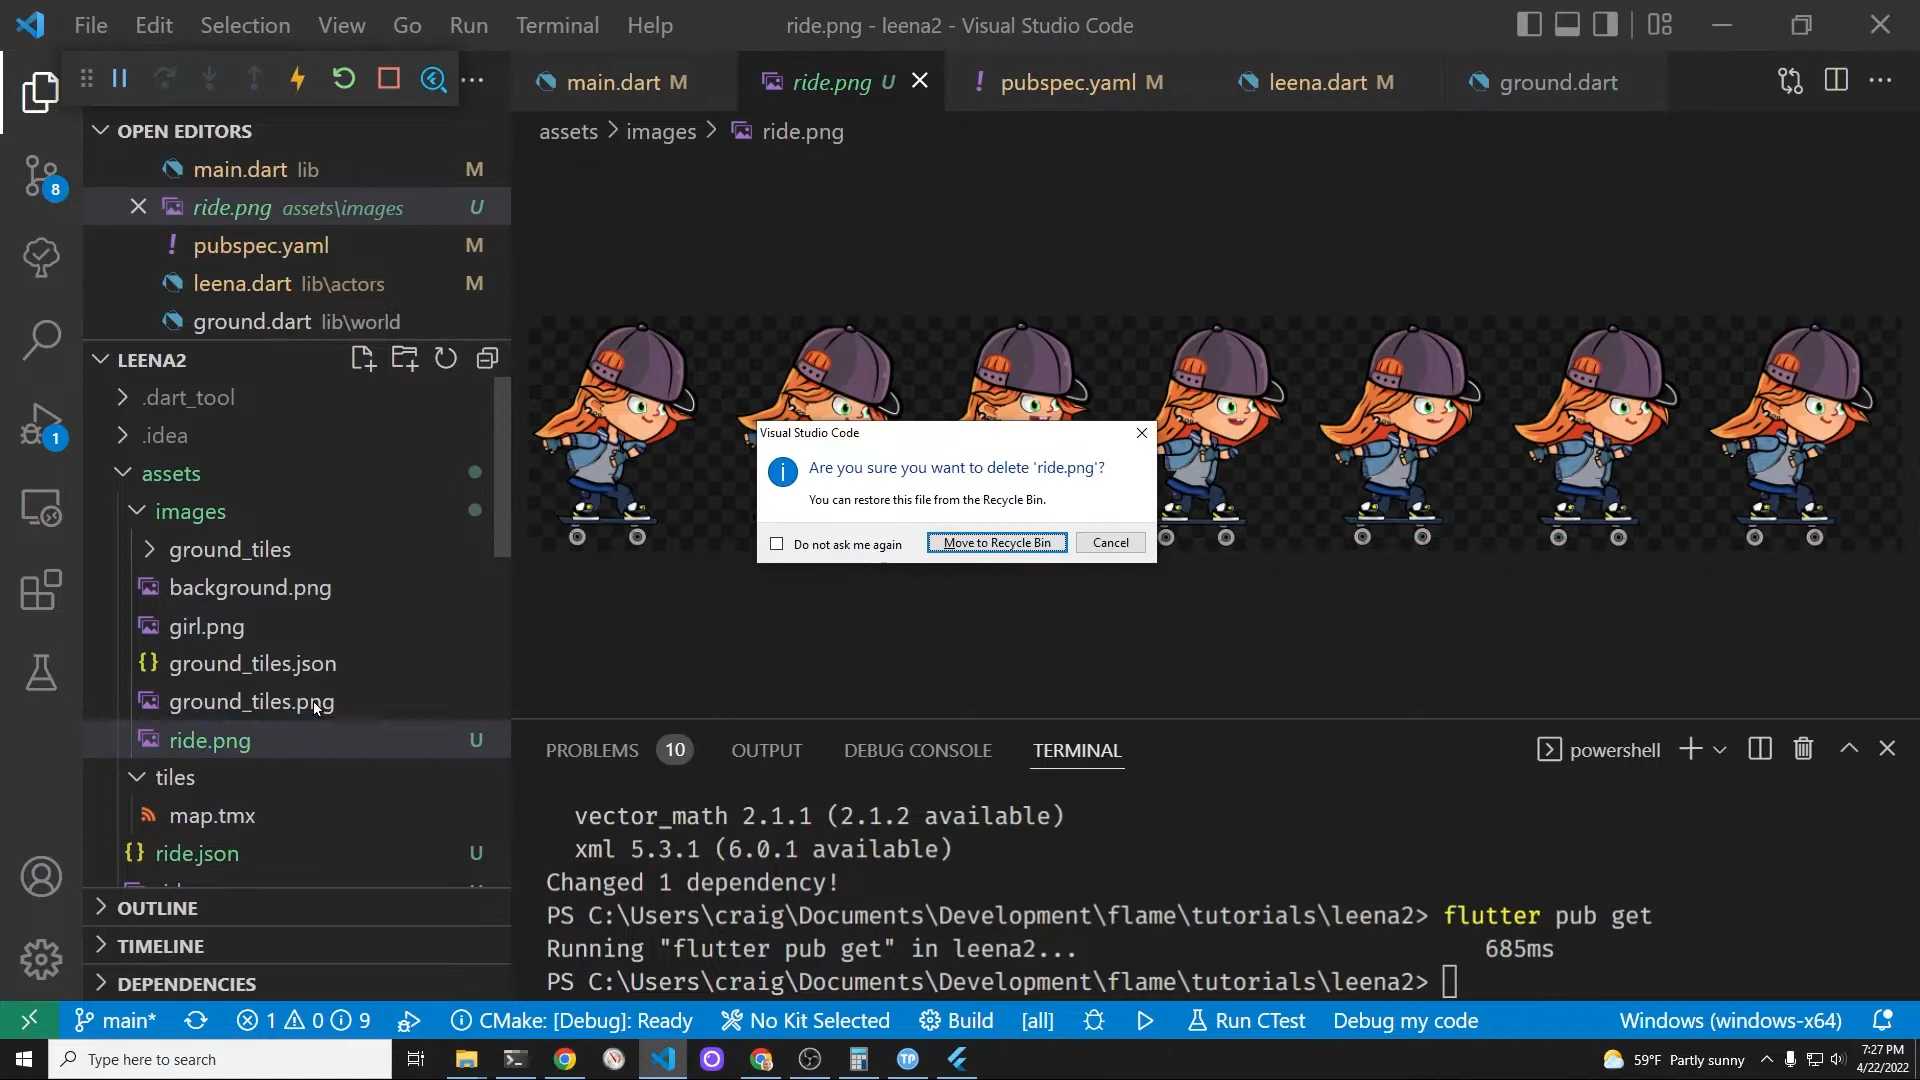 File Edit Selection View Go Run Terminal Help ride.png - leena2 - Visual Studio Code
main.dart M ride.png U pubspec.yaml M leena.dart M ground.dart
assets > images > ride.png
OPEN EDITORS
main.dart lib M
ride.png assets\images U
pubspec.yaml M
leena.dart lib\actors M
ground.dart lib\world
LEENA2
.dart_tool
.idea
assets
images
ground_tiles
background.png
girl.png
ground_tiles.json
ground_tiles.png
ride.png U
tiles
map.tmx
ride.json U
OUTLINE
TIMELINE
DEPENDENCIES
8
1
Visual Studio Code
Are you sure you want to delete 'ride.png'?
You can restore this file from the Recycle Bin.
Do not ask me again Move to Recycle Bin Cancel
PROBLEMS 10 OUTPUT DEBUG CONSOLE TERMINAL powershell
vector_math 2.1.1 (2.1.2 available)
xml 5.3.1 (6.0.1 available)
Changed 1 dependency!
PS C:\Users\craig\Documents\Development\flame\tutorials\leena2> flutter pub get
Running "flutter pub get" in leena2... 685ms
PS C:\Users\craig\Documents\Development\flame\tutorials\leena2>
main* 1 0 9 CMake: [Debug]: Ready No Kit Selected Build [all] Run CTest Debug my code Windows (windows-x64)
Type here to search TP 59°F Partly sunny 7:27 PM
4/22/2022